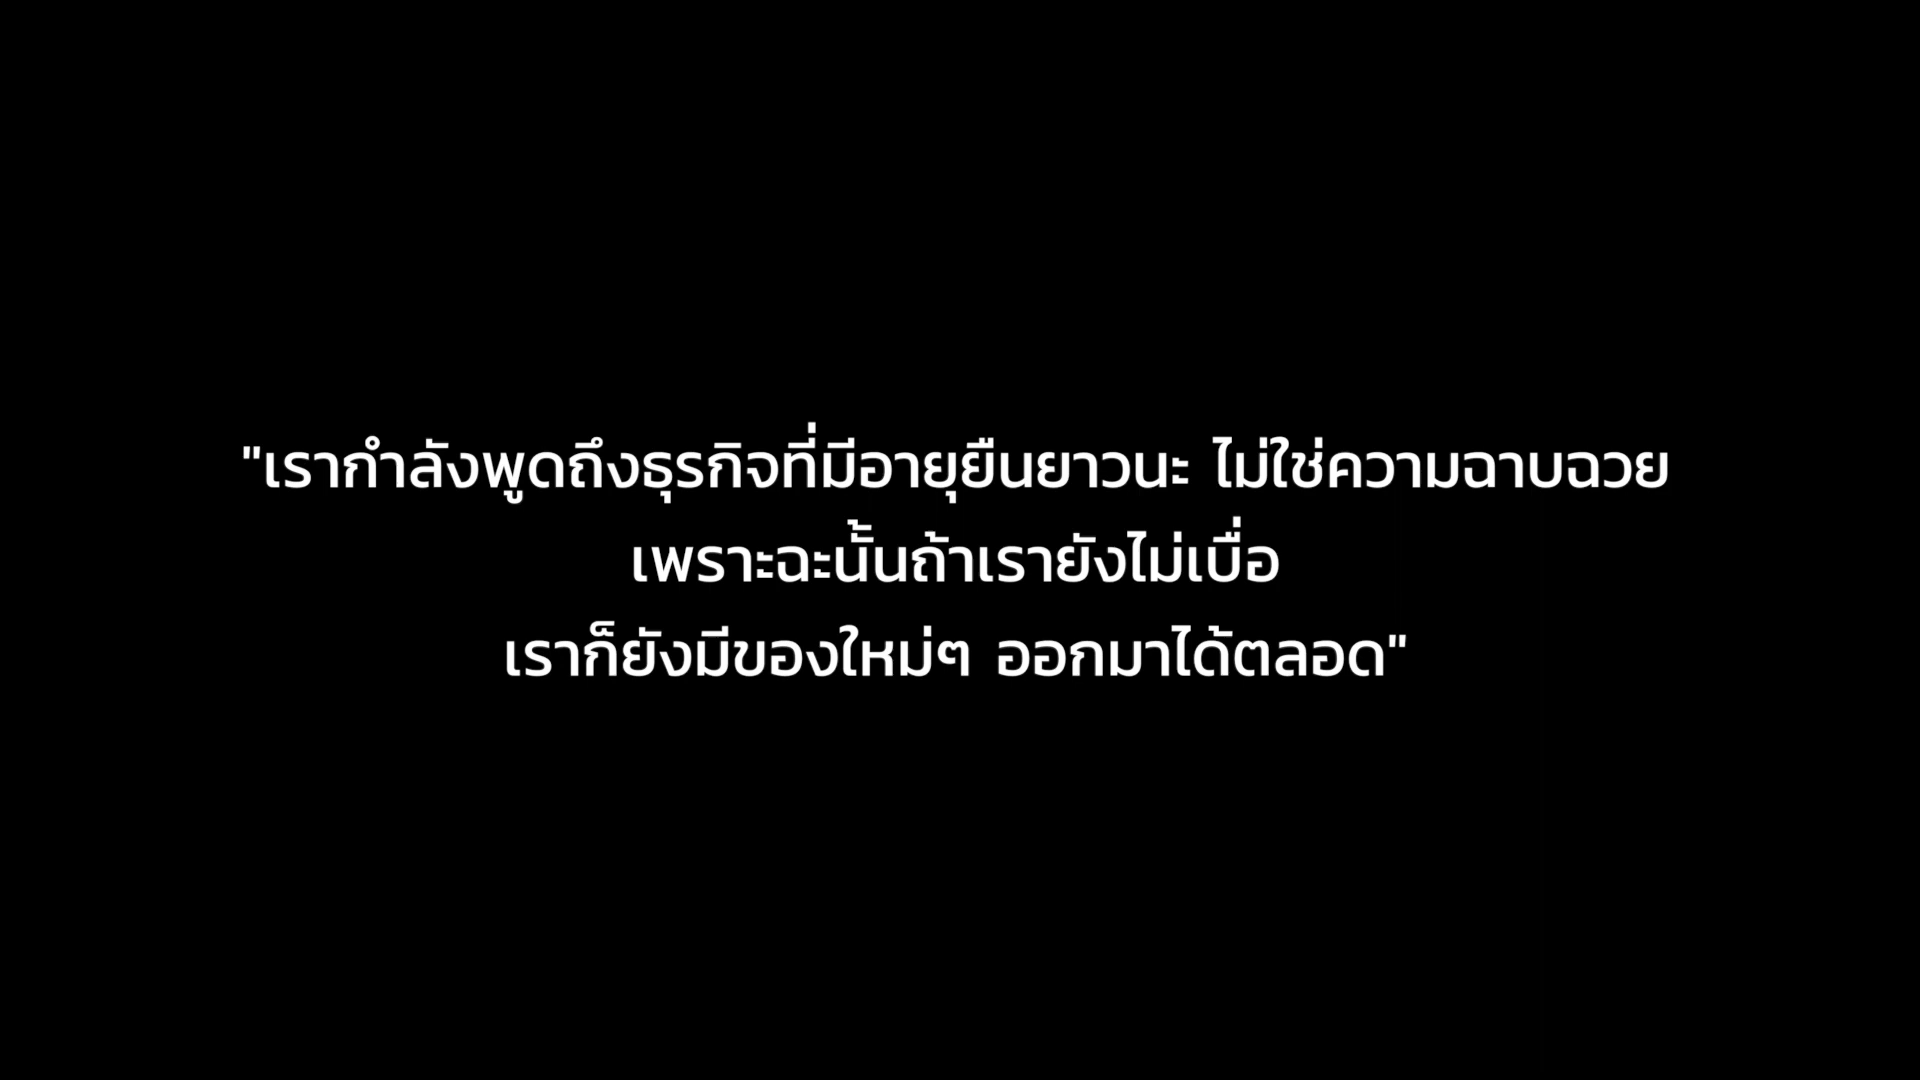 "เรากำลังพูดถึงธุรกิจที่มีอายุยืนยาวนะ ไม่ใช่ความฉาบฉวย
เพราะฉะนั้นถ้าเรายังไม่เบื่อ
เราก็ยังมีของใหม่ๆ ออกมาได้ตลอด"